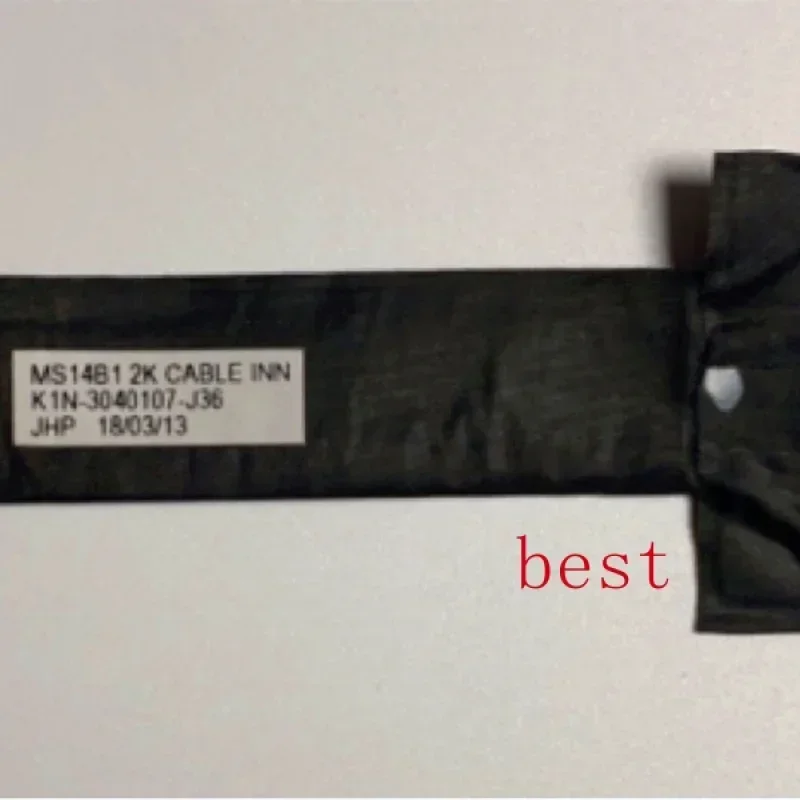 MS14B1 2K CABLE INN
K1N-3040107-J36
JHP 18/03/13
best